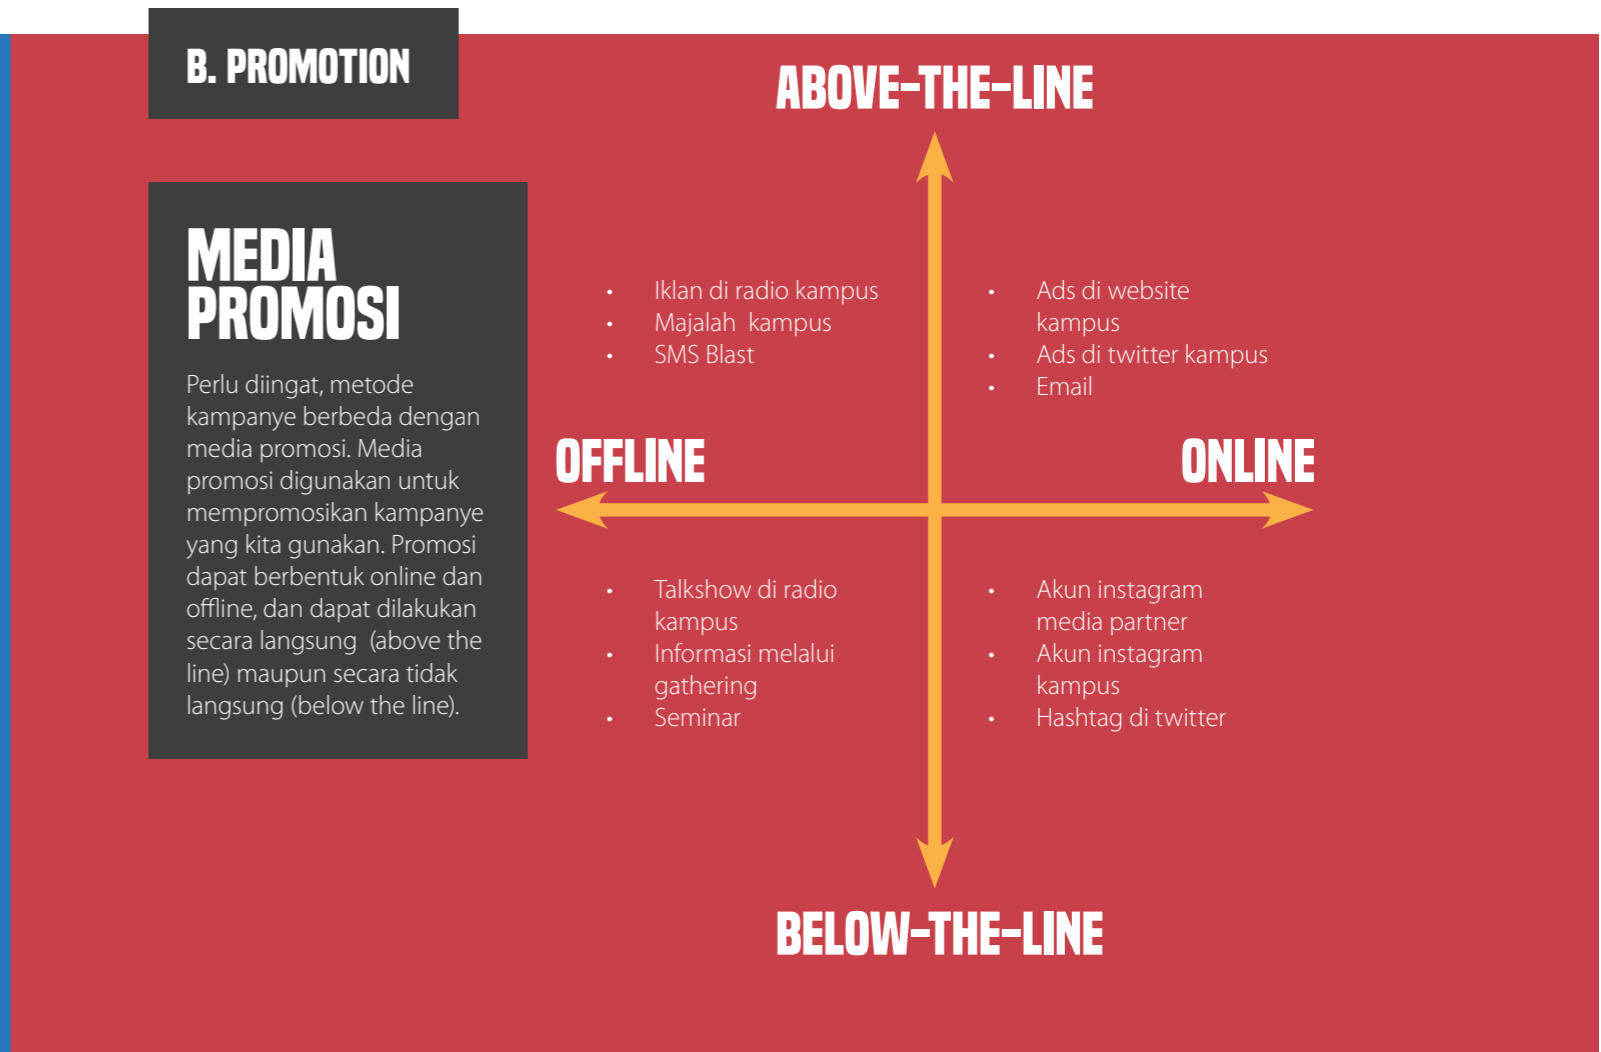 B. PROMOTION
MEDIA
PROMOSI
Perlu diingat, metode
kampanye berbeda dengan
media promosi. Media
promosi digunakan untuk
mempromosikan kampanye
yang kita gunakan. Promosi
dapat berbentuk online dan
offline, dan dapat dilakukan
secara langsung (above the
line) maupun secara tidak
langsung (below the line).
ABOVE-THE-LINE
• Iklan di radio kampus
• Majalah kampus
• SMS Blast
• Ads di website
kampus
• Ads di twitter kampus
• Email
OFFLINE
ONLINE
• Talkshow di radio
kampus
• Informasi melalui
gathering
• Seminar
• Akun instagram
media partner
• Akun instagram
kampus
• Hashtag di twitter
BELOW-THE-LINE